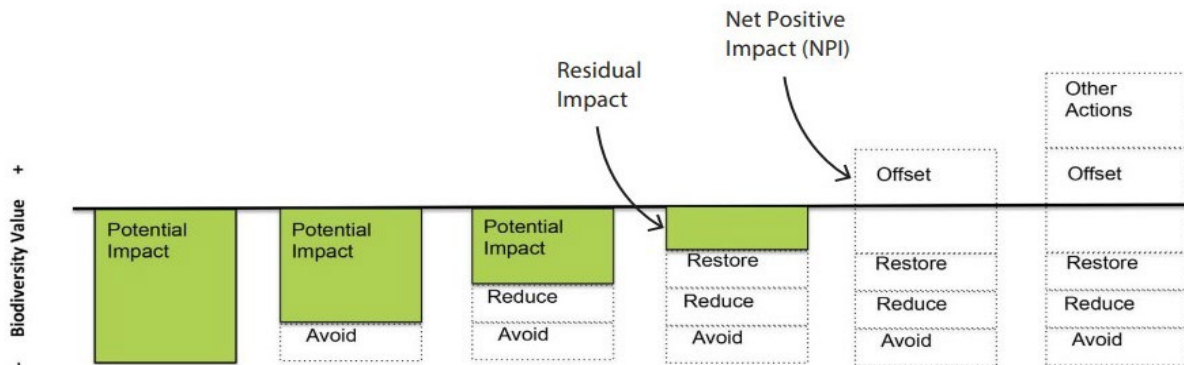 Net Positive
Impact (NPI)
Residual
Impact
Other
Actions
Biodiversity Value
+
-
Offset
Offset
Potential
Impact
Potential
Impact
Potential
Impact
Restore
Restore
Restore
Reduce
Reduce
Reduce
Reduce
Avoid
Avoid
Avoid
Avoid
Avoid